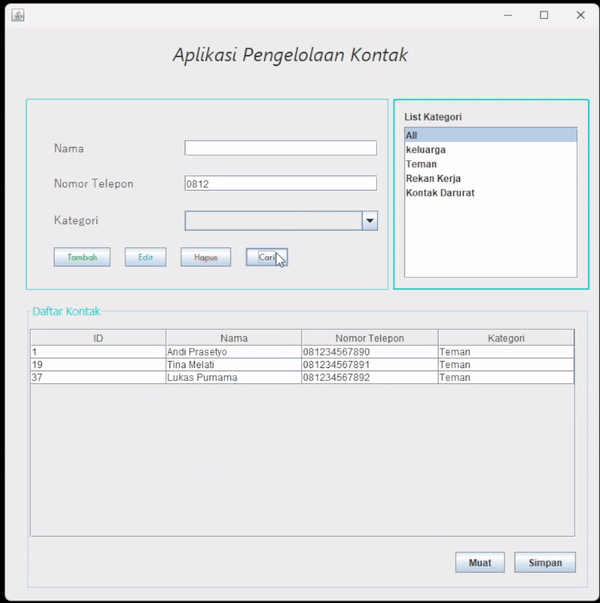 Aplikasi Pengelolaan Kontak
Nama
Nomor Telepon 0812
Kategori
Tambah Edit Hapus Cari
List Kategori
All
keluarga
Teman
Rekan Kerja
Kontak Darurat
Daftar Kontak
ID Nama Nomor Telepon Kategori
1 Andi Prasetyo 081234567890 Teman
19 Tina Melati 081234567891 Teman
37 Lukas Purnama 081234567892 Teman
Muat Simpan